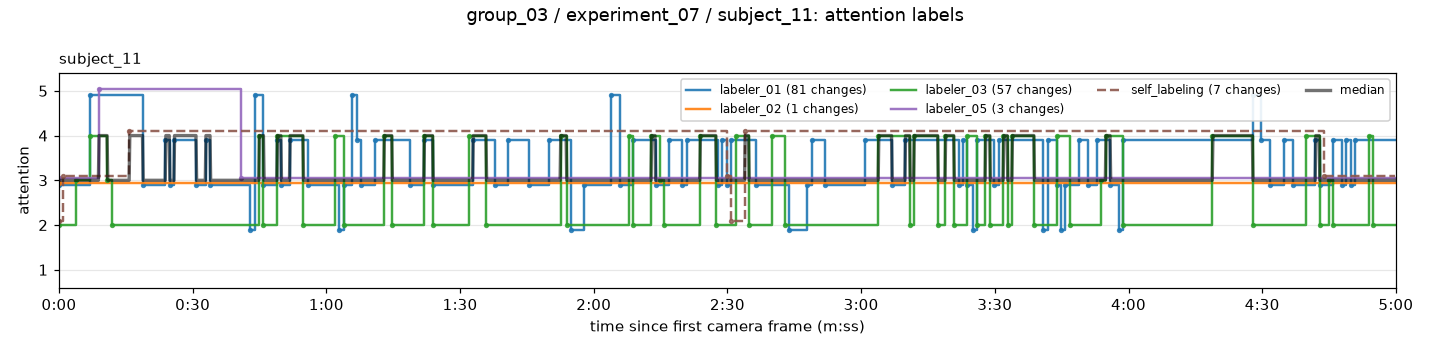 group_03 / experiment_07 / subject_11: attention labels
subject_11
labeler_01 (81 changes)
labeler_02 (1 changes)
labeler_03 (57 changes)
labeler_05 (3 changes)
self_labeling (7 changes)
median
attention
5
4
3
2
1
0:00 0:30 1:00 1:30 2:00 2:30 3:00 3:30 4:00 4:30 5:00
time since first camera frame (m:ss)